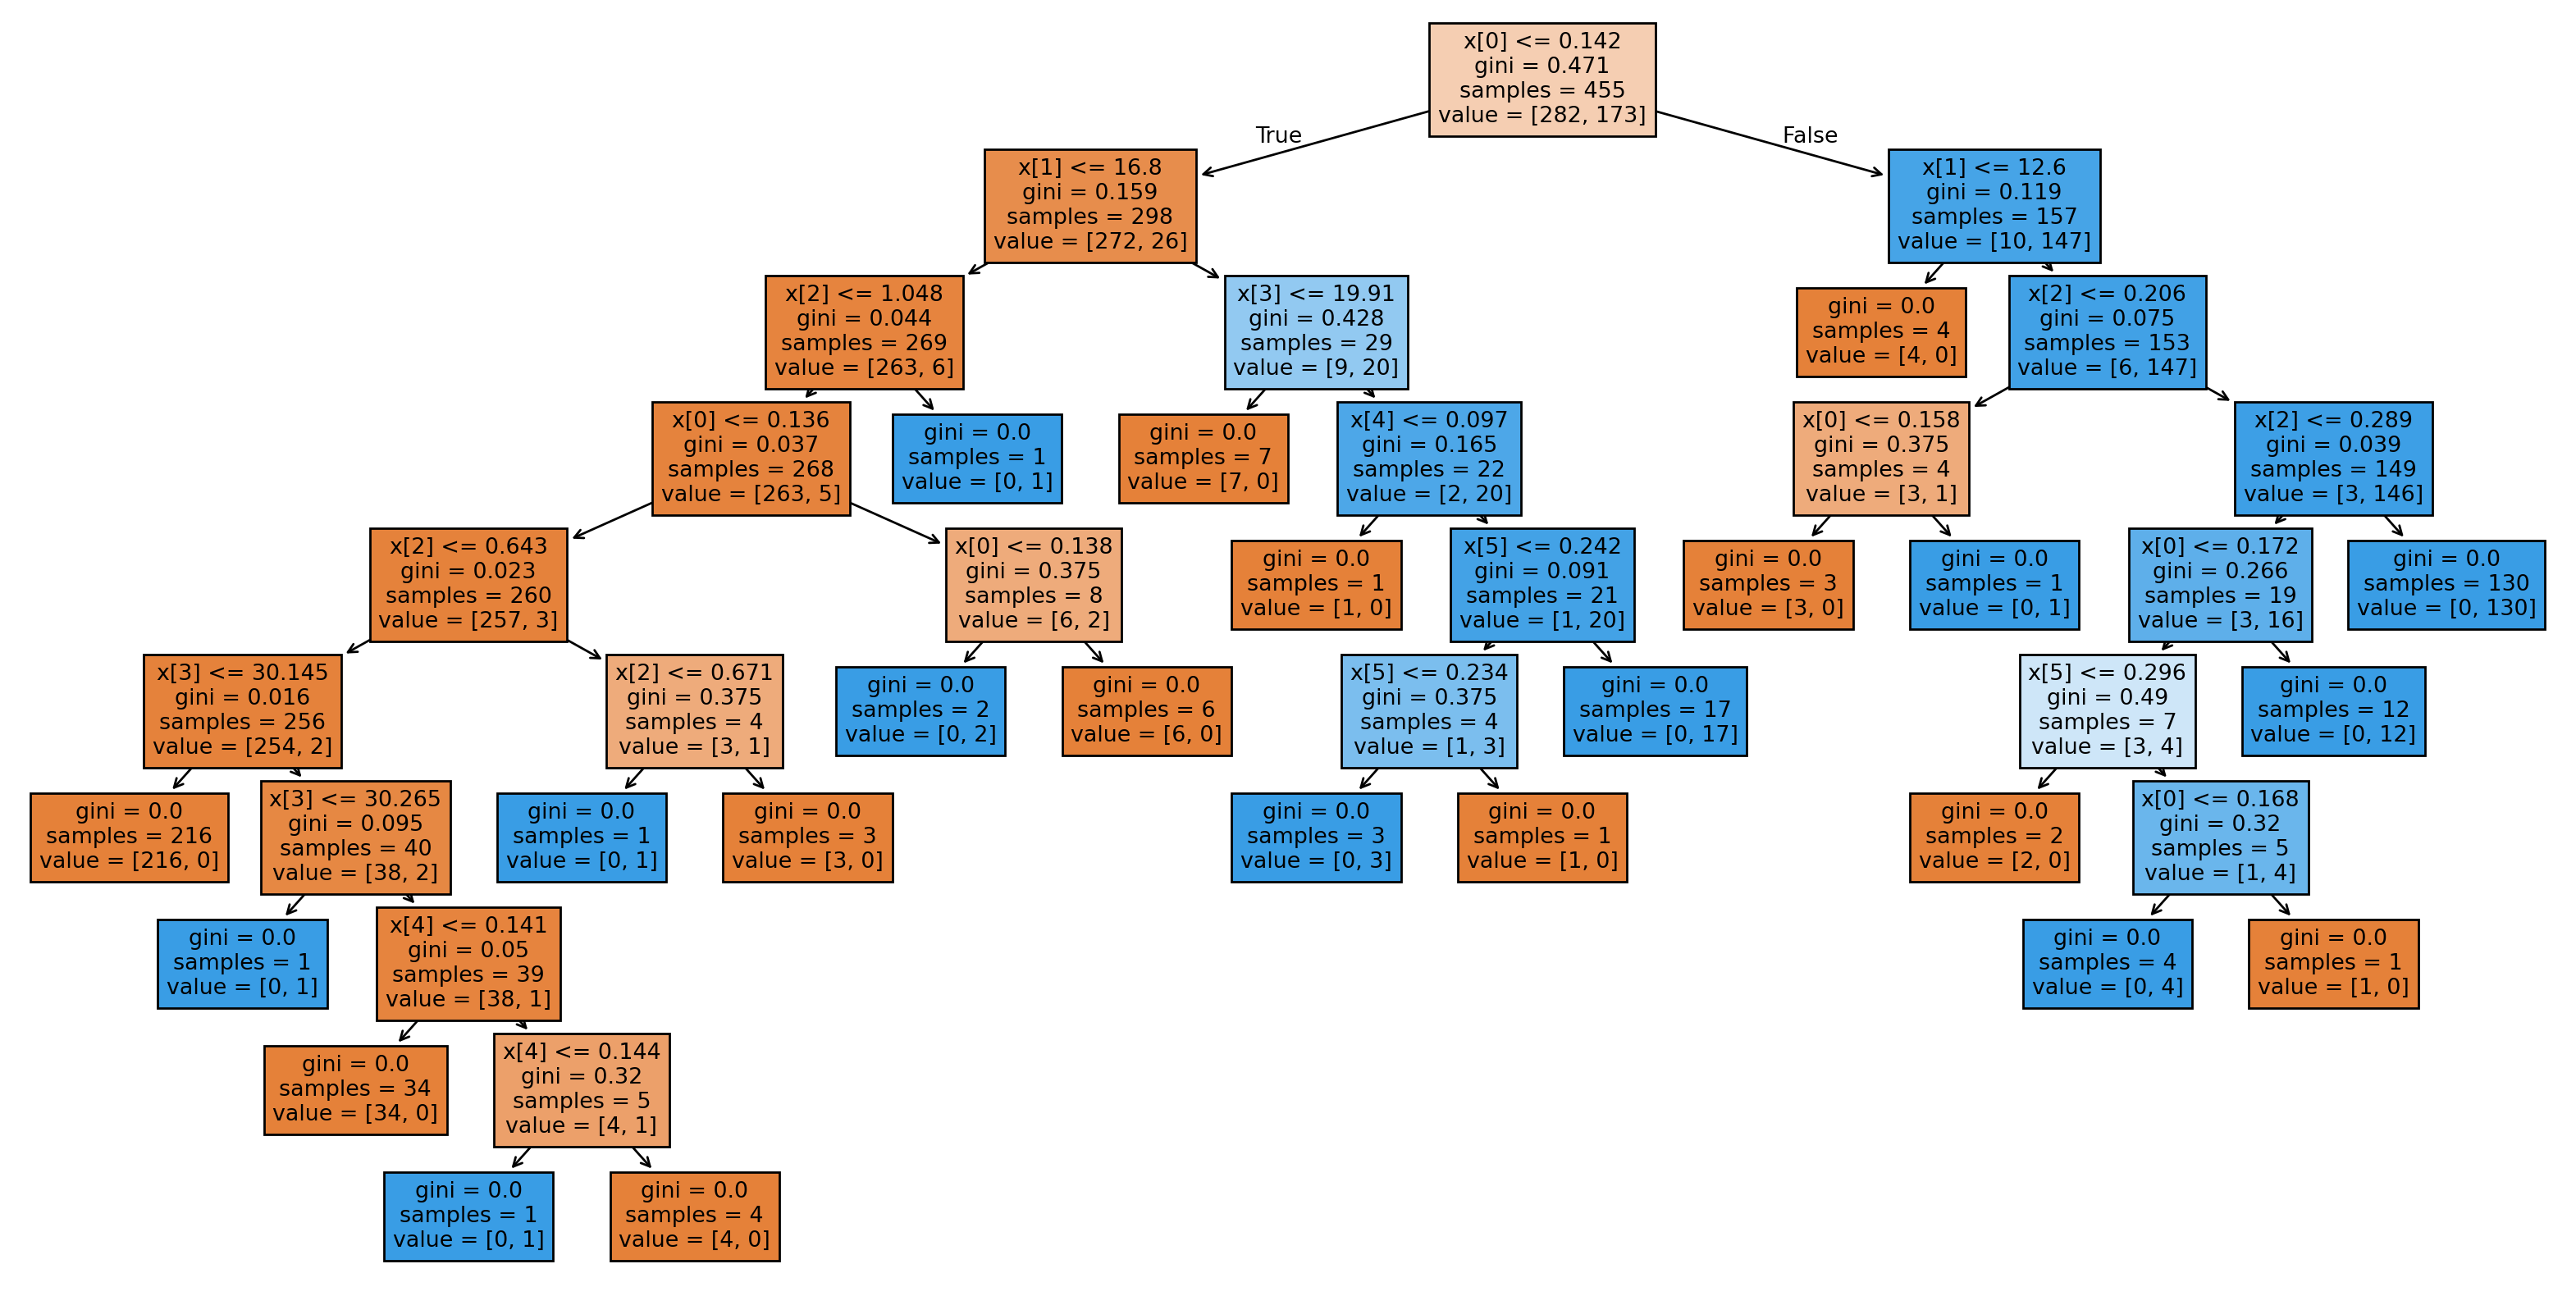 x[0] <= 0.142
gini = 0.471
samples = 455
value = [282, 173]
True
False
x[1] <= 16.8
gini = 0.159
samples = 298
value = [272, 26]
x[1] <= 12.6
gini = 0.119
samples = 157
value = [10, 147]
x[2] <= 1.048
gini = 0.044
samples = 269
value = [263, 6]
x[3] <= 19.91
gini = 0.428
samples = 29
value = [9, 20]
gini = 0.0
samples = 4
value = [4, 0]
x[2] <= 0.206
gini = 0.075
samples = 153
value = [6, 147]
x[0] <= 0.136
gini = 0.037
samples = 268
value = [263, 5]
gini = 0.0
samples = 1
value = [0, 1]
gini = 0.0
samples = 7
value = [7, 0]
x[4] <= 0.097
gini = 0.165
samples = 22
value = [2, 20]
x[0] <= 0.158
gini = 0.375
samples = 4
value = [3, 1]
x[2] <= 0.289
gini = 0.039
samples = 149
value = [3, 146]
x[2] <= 0.643
gini = 0.023
samples = 260
value = [257, 3]
x[0] <= 0.138
gini = 0.375
samples = 8
value = [6, 2]
gini = 0.0
samples = 1
value = [1, 0]
x[5] <= 0.242
gini = 0.091
samples = 21
value = [1, 20]
gini = 0.0
samples = 3
value = [3, 0]
gini = 0.0
samples = 1
value = [0, 1]
x[0] <= 0.172
gini = 0.266
samples = 19
value = [3, 16]
gini = 0.0
samples = 130
value = [0, 130]
x[3] <= 30.145
gini = 0.016
samples = 256
value = [254, 2]
x[2] <= 0.671
gini = 0.375
samples = 4
value = [3, 1]
gini = 0.0
samples = 2
value = [0, 2]
gini = 0.0
samples = 6
value = [6, 0]
x[5] <= 0.234
gini = 0.375
samples = 4
value = [1, 3]
gini = 0.0
samples = 17
value = [0, 17]
x[5] <= 0.296
gini = 0.49
samples = 7
value = [3, 4]
gini = 0.0
samples = 12
value = [0, 12]
gini = 0.0
samples = 216
value = [216, 0]
x[3] <= 30.265
gini = 0.095
samples = 40
value = [38, 2]
gini = 0.0
samples = 1
value = [0, 1]
gini = 0.0
samples = 3
value = [3, 0]
gini = 0.0
samples = 3
value = [0, 3]
gini = 0.0
samples = 1
value = [1, 0]
gini = 0.0
samples = 2
value = [2, 0]
x[0] <= 0.168
gini = 0.32
samples = 5
value = [1, 4]
gini = 0.0
samples = 1
value = [0, 1]
x[4] <= 0.141
gini = 0.05
samples = 39
value = [38, 1]
gini = 0.0
samples = 4
value = [0, 4]
gini = 0.0
samples = 1
value = [1, 0]
gini = 0.0
samples = 34
value = [34, 0]
x[4] <= 0.144
gini = 0.32
samples = 5
value = [4, 1]
gini = 0.0
samples = 1
value = [0, 1]
gini = 0.0
samples = 4
value = [4, 0]